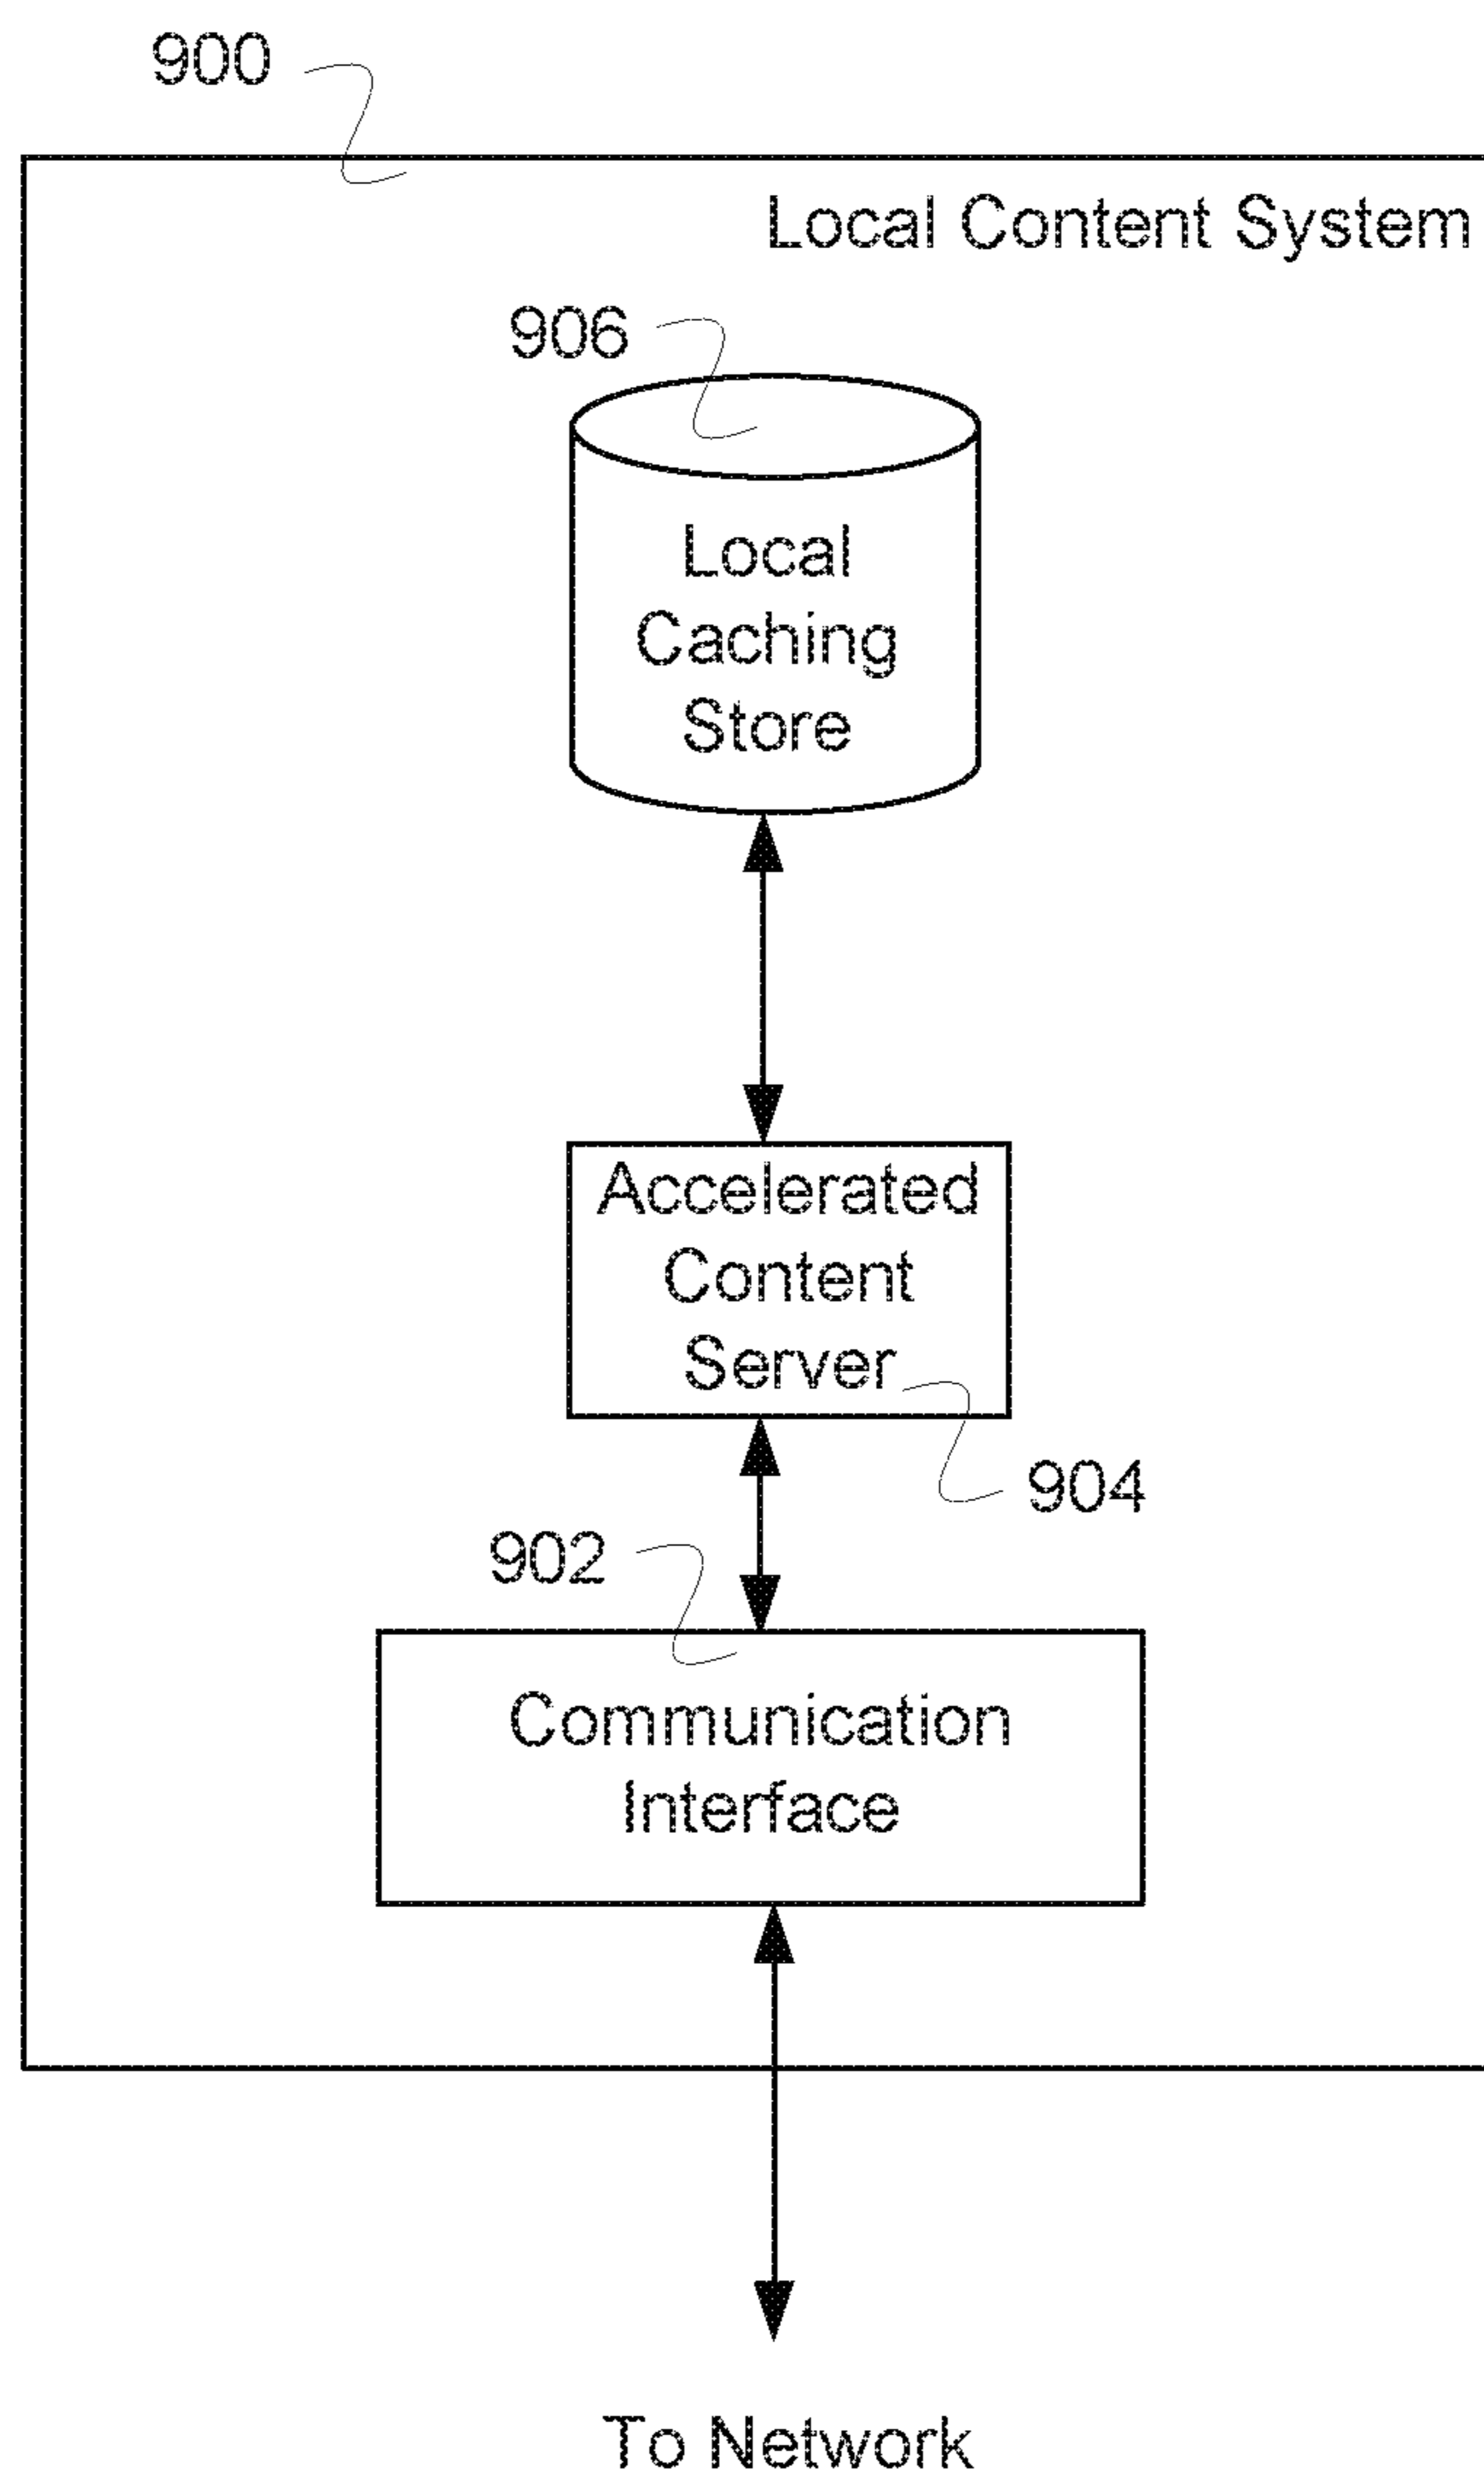 900
Local Content System
906
Local
Caching
Store
Accelerated
Content
Server
904
902
Communication
Interface
To Network